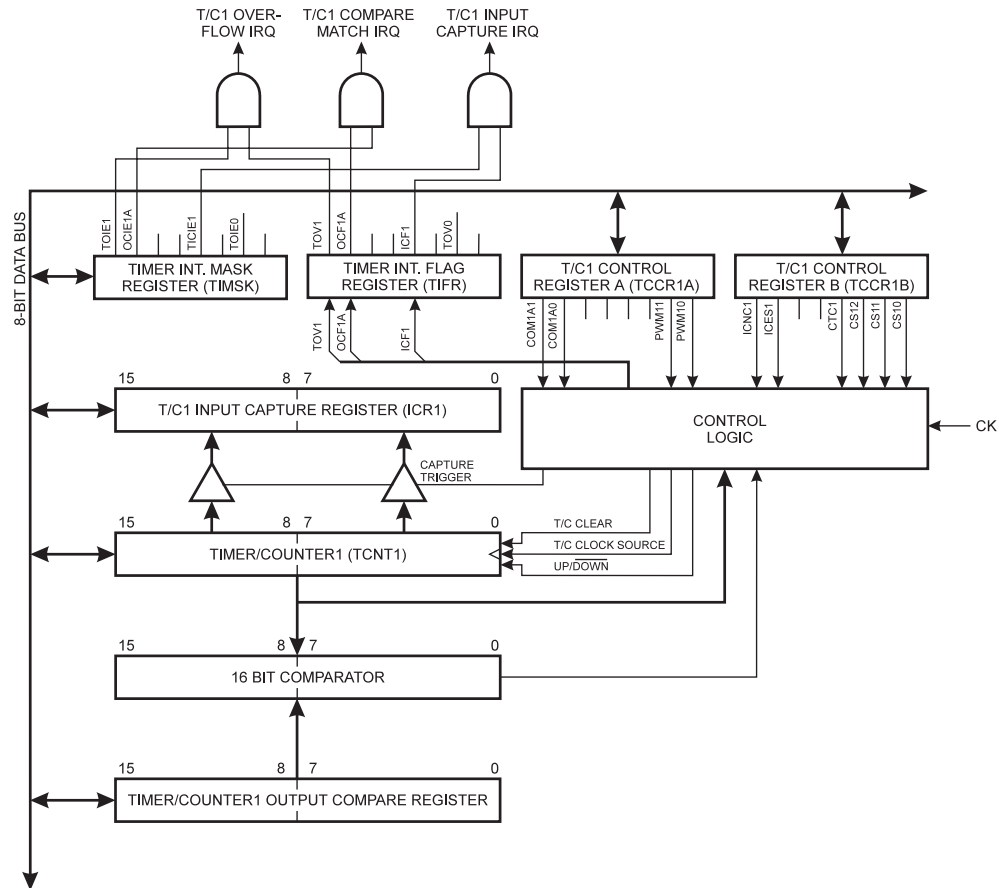 T/C1 OVER-
FLOW IRQ
T/C1 COMPARE
MATCH IRQ
T/C1 INPUT
CAPTURE IRQ
8-BIT DATA BUS
TOIE1
OCIE1A
TICIE1
TOIE0
TOV1
OCF1A
ICF1
TOV0
TIMER INT. MASK
REGISTER (TIMSK)
TIMER INT. FLAG
REGISTER (TIFR)
T/C1 CONTROL
REGISTER A (TCCR1A)
T/C1 CONTROL
REGISTER B (TCCR1B)
TOV1
OCF1A
ICF1
COM1A1
COM1A0
PWM11
PWM10
ICNC1
ICES1
CTC1
CS12
CS11
CS10
15 8 7 0
T/C1 INPUT CAPTURE REGISTER (ICR1)
CONTROL
LOGIC
CK
CAPTURE
TRIGGER
15 8 7 0
TIMER/COUNTER1 (TCNT1)
T/C CLEAR
T/C CLOCK SOURCE
UP/DOWN
15 8 7 0
16 BIT COMPARATOR
15 8 7 0
TIMER/COUNTER1 OUTPUT COMPARE REGISTER